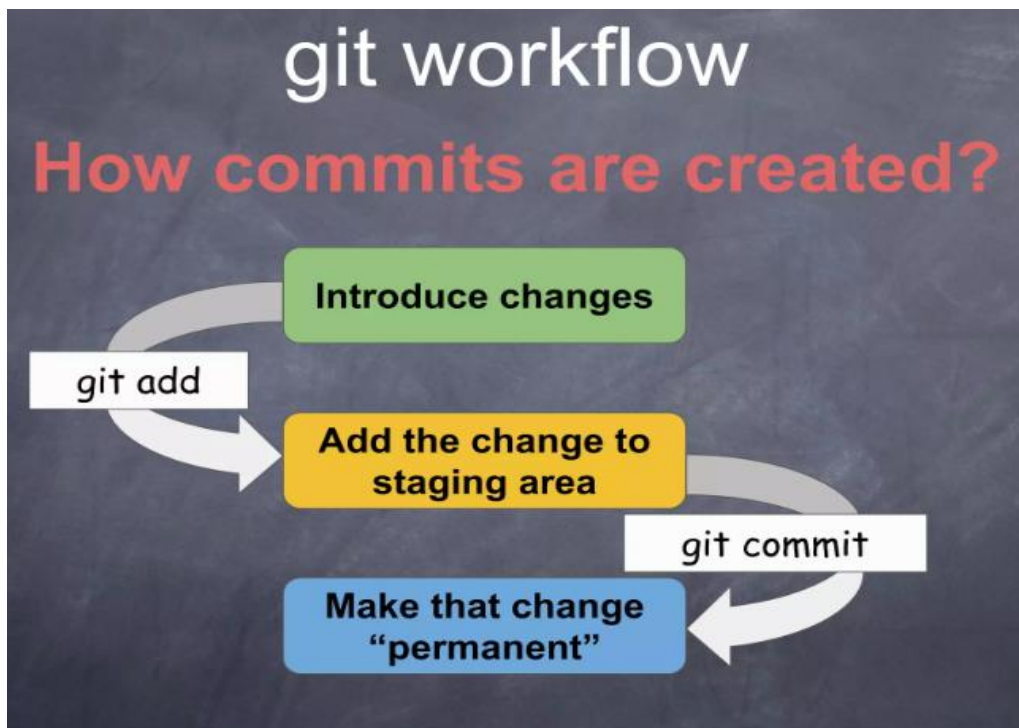 git workflow
How commits are created?
Introduce changes
git add
Add the change to
staging area
git commit
Make that change
“permanent”